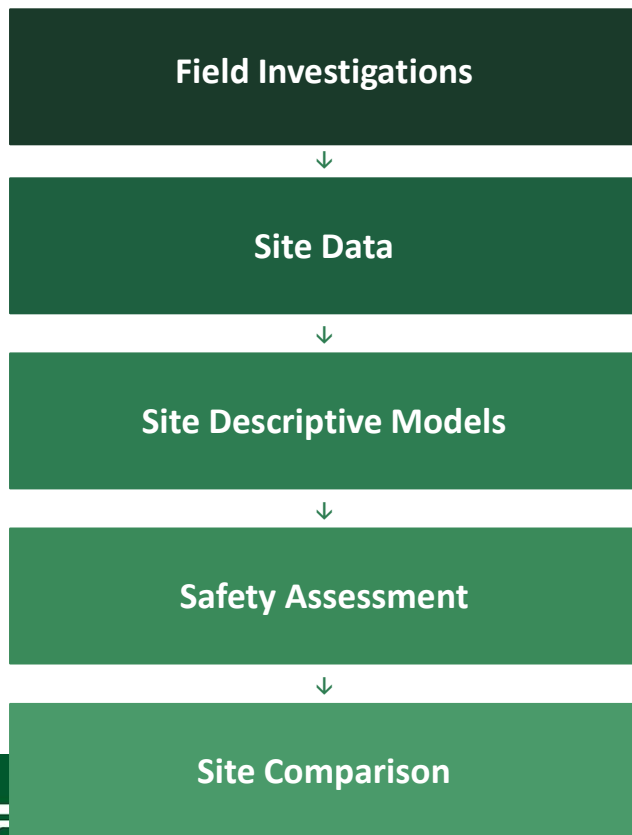 Field Investigations
↓
Site Data
↓
Site Descriptive Models
↓
Safety Assessment
↓
Site Comparison